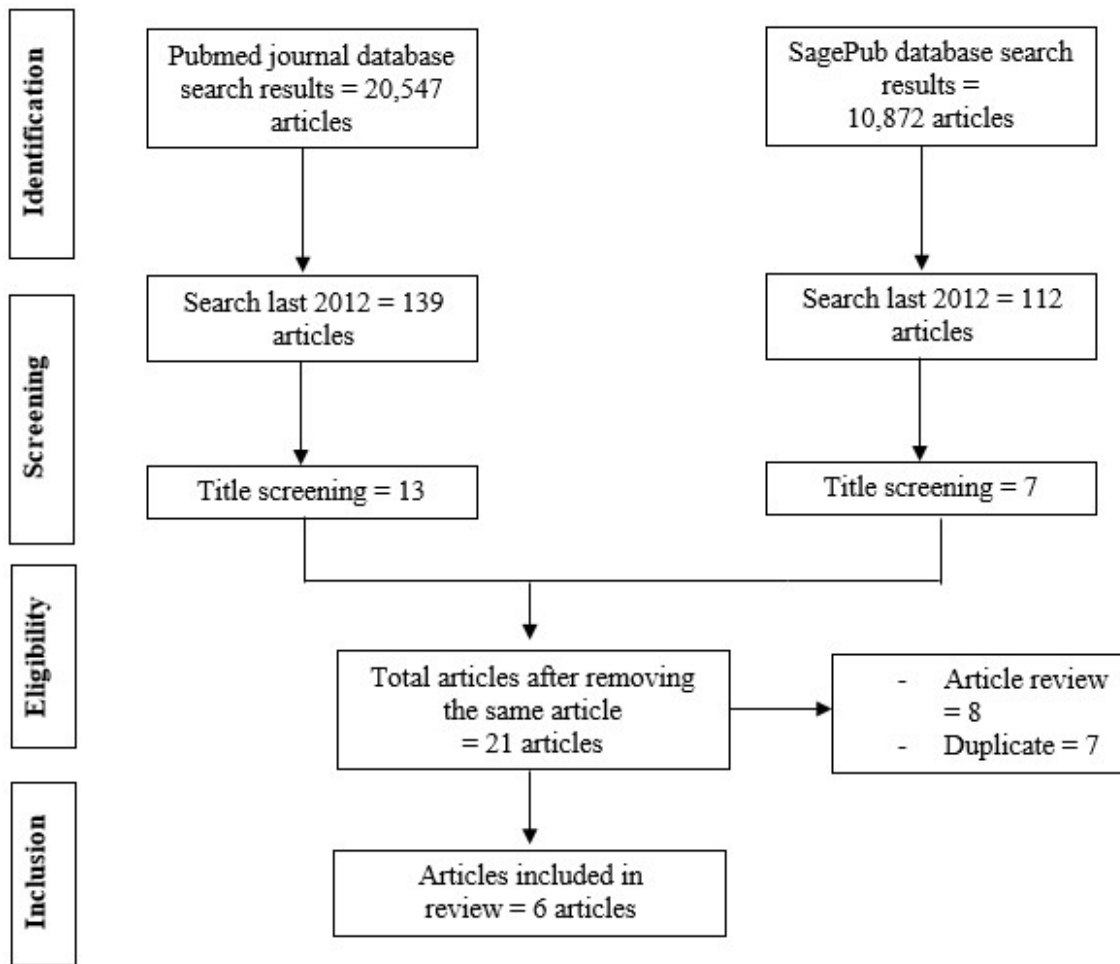 Identification
Pubmed journal database
search results = 20,547
articles
SagePub database search
results =
10,872 articles
Screening
Search last 2012 = 139
articles
Search last 2012 = 112
articles
Title screening = 13
Title screening = 7
Eligibility
Total articles after removing
the same article
= 21 articles
- Article review
= 8
- Duplicate = 7
Inclusion
Articles included in
review = 6 articles